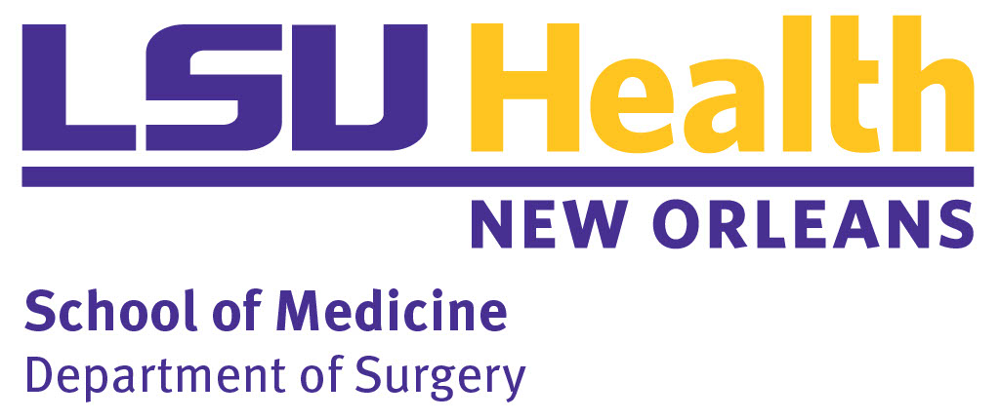 LSU Health
NEW ORLEANS
School of Medicine
Department of Surgery